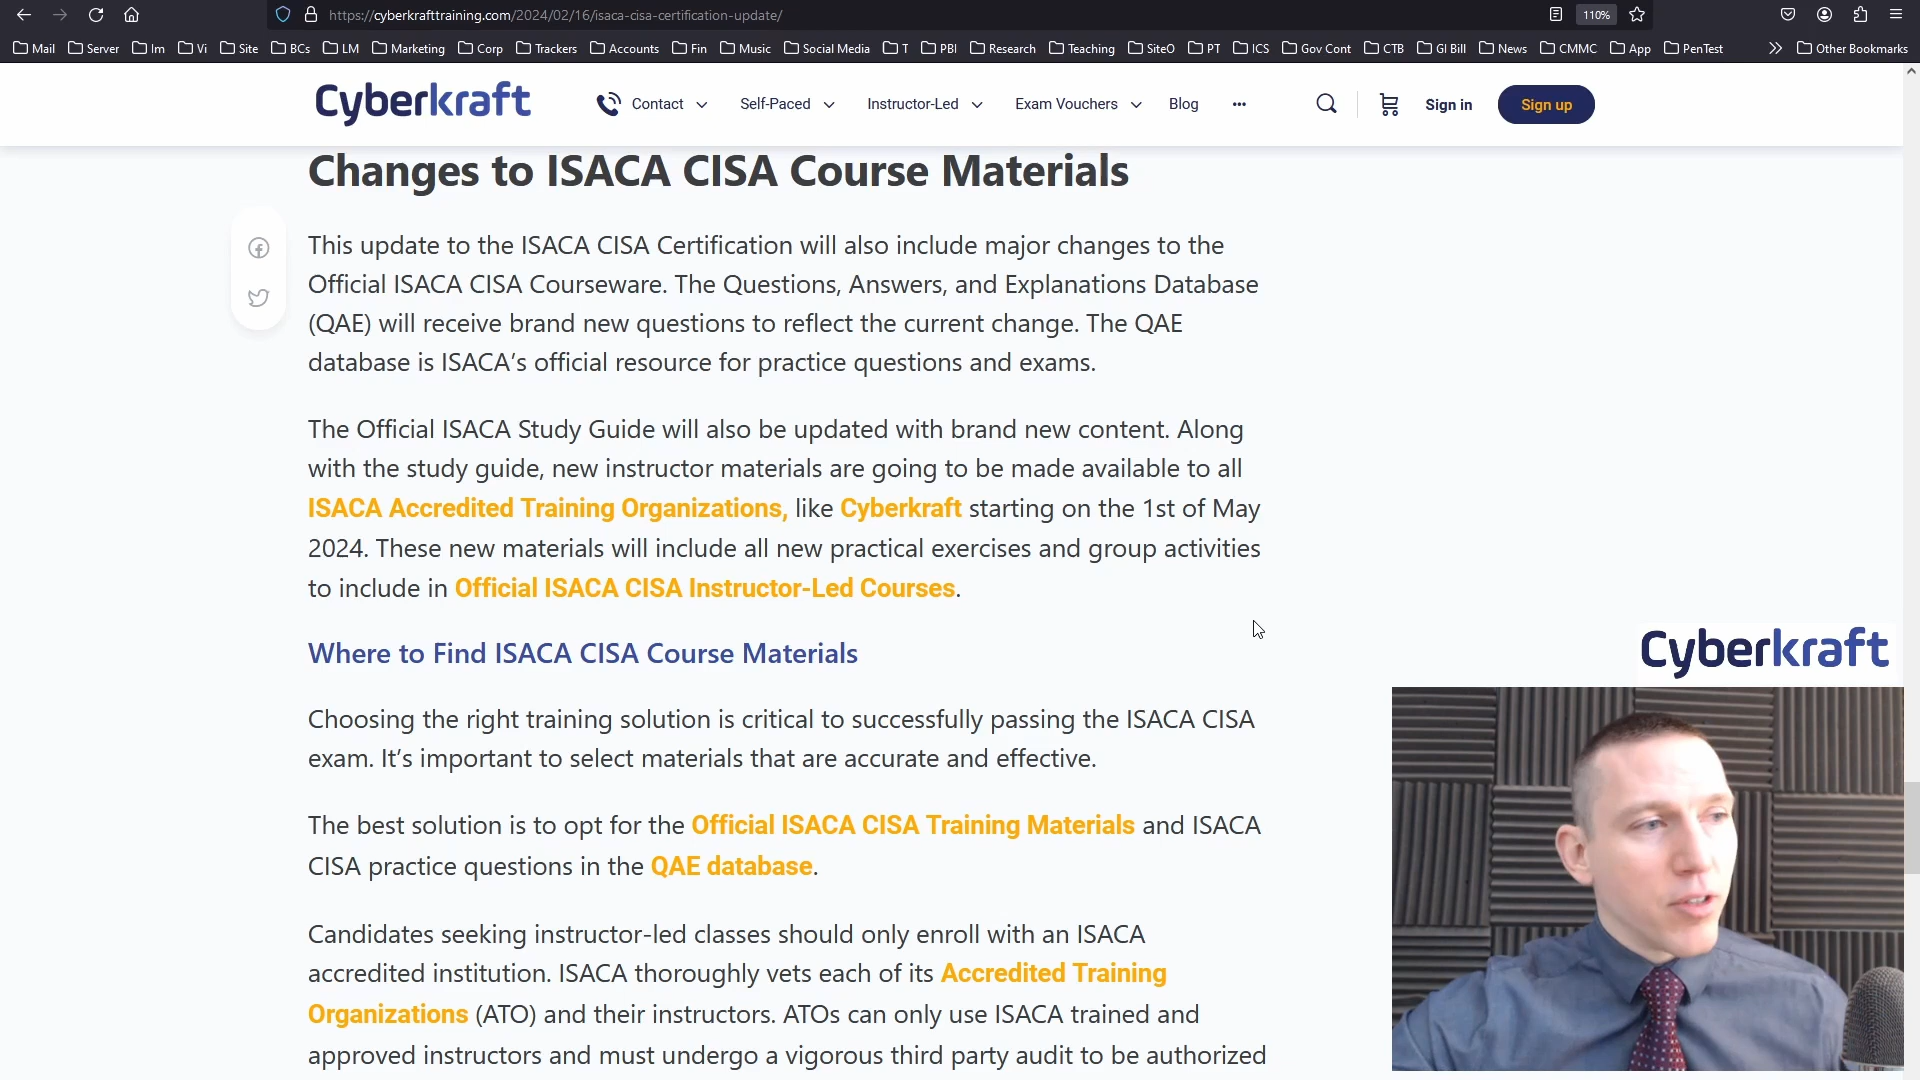 https://cyberkrafttraining.com/2024/02/16/isaca-cisa-certification-update/
110%
Mail Server Im Vi Site BCs LM Marketing Corp Trackers Accounts Fin Music Social Media T PBI Research Teaching SiteO PT ICS Gov Cont CTB GI Bill News CMMC App PenTest Other Bookmarks
Cyberkraft Contact Self-Paced Instructor-Led Exam Vouchers Blog Sign in Sign up
Changes to ISACA CISA Course Materials
This update to the ISACA CISA Certification will also include major changes to the
Official ISACA CISA Courseware. The Questions, Answers, and Explanations Database
(QAE) will receive brand new questions to reflect the current change. The QAE
database is ISACA’s official resource for practice questions and exams.
The Official ISACA Study Guide will also be updated with brand new content. Along
with the study guide, new instructor materials are going to be made available to all
ISACA Accredited Training Organizations, like Cyberkraft starting on the 1st of May
2024. These new materials will include all new practical exercises and group activities
to include in Official ISACA CISA Instructor-Led Courses.
Where to Find ISACA CISA Course Materials
Cyberkraft
Choosing the right training solution is critical to successfully passing the ISACA CISA
exam. It’s important to select materials that are accurate and effective.
The best solution is to opt for the Official ISACA CISA Training Materials and ISACA
CISA practice questions in the QAE database.
Candidates seeking instructor-led classes should only enroll with an ISACA
accredited institution. ISACA thoroughly vets each of its Accredited Training
Organizations (ATO) and their instructors. ATOs can only use ISACA trained and
approved instructors and must undergo a vigorous third party audit to be authorized